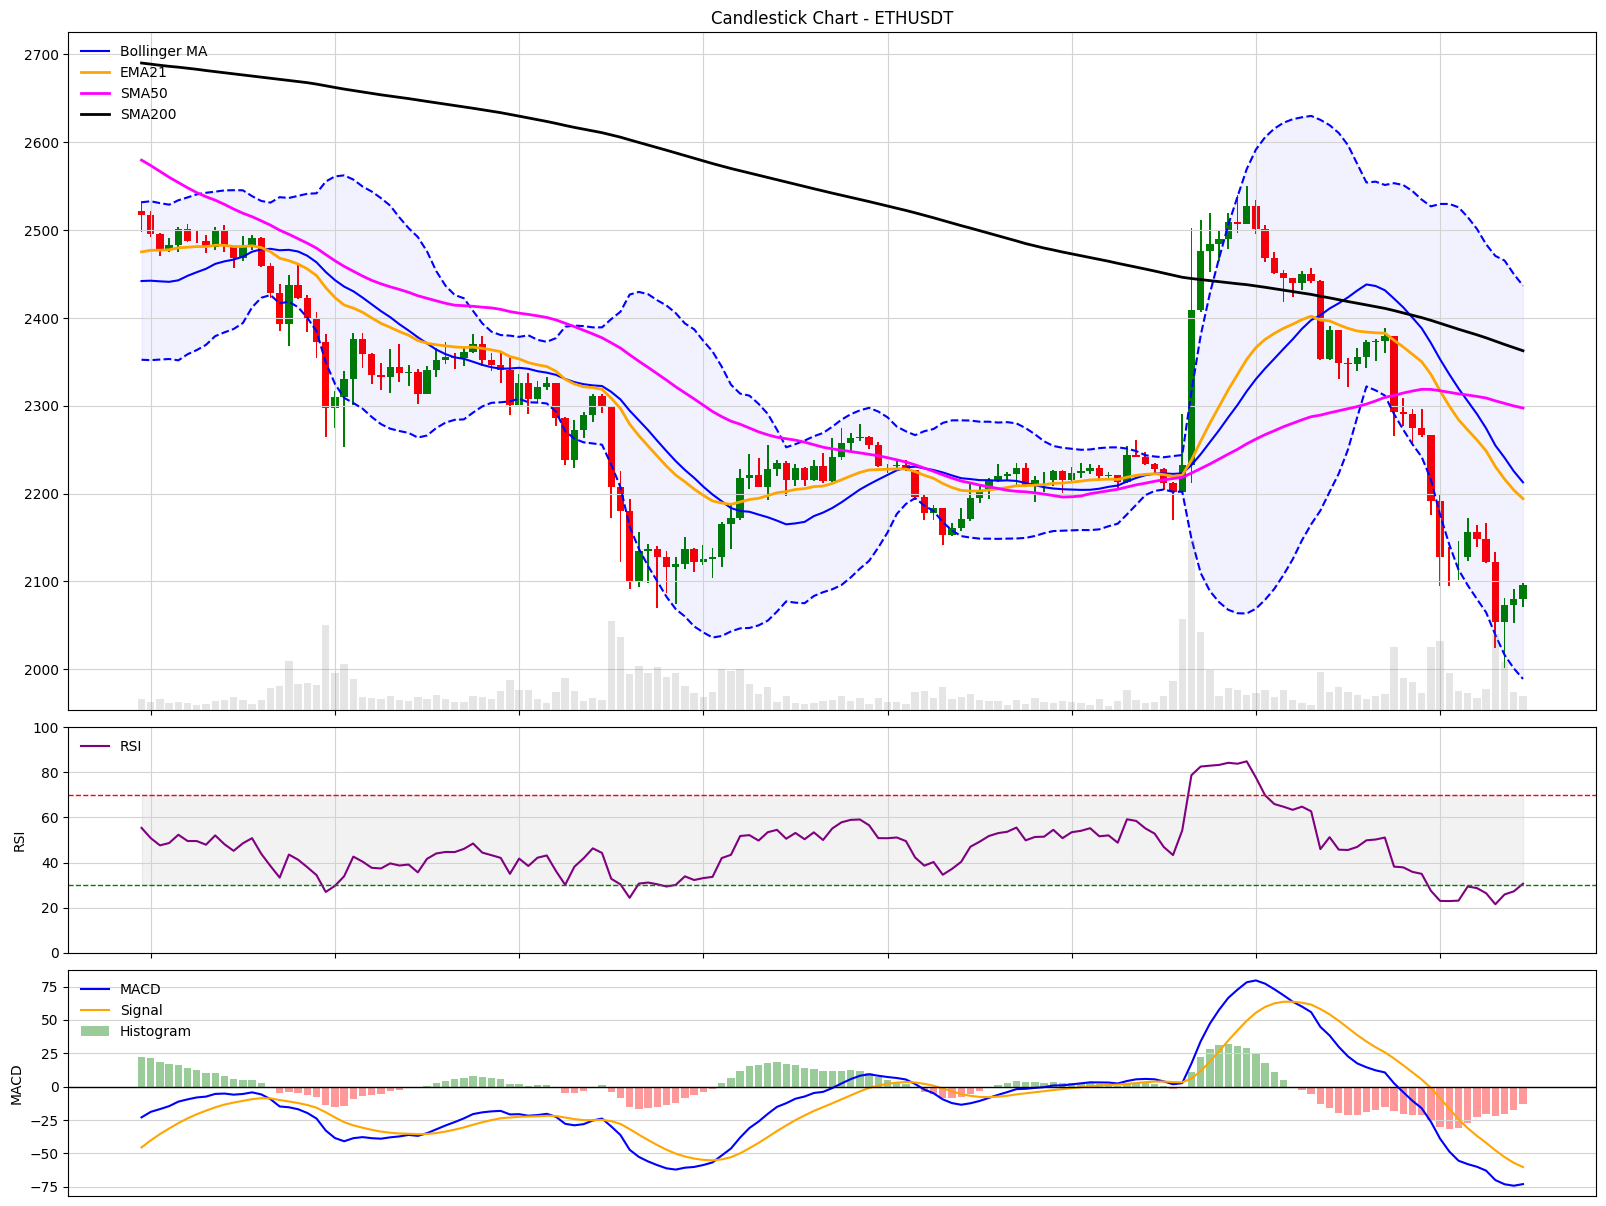 Candlestick Chart - ETHUSDT
Bollinger MA
EMA21
SMA50
SMA200
2700
2600
2500
2400
2300
2200
2100
2000
RSI
RSI
100
80
60
40
20
0
MACD
Signal
Histogram
MACD
75
50
25
0
−25
−50
−75